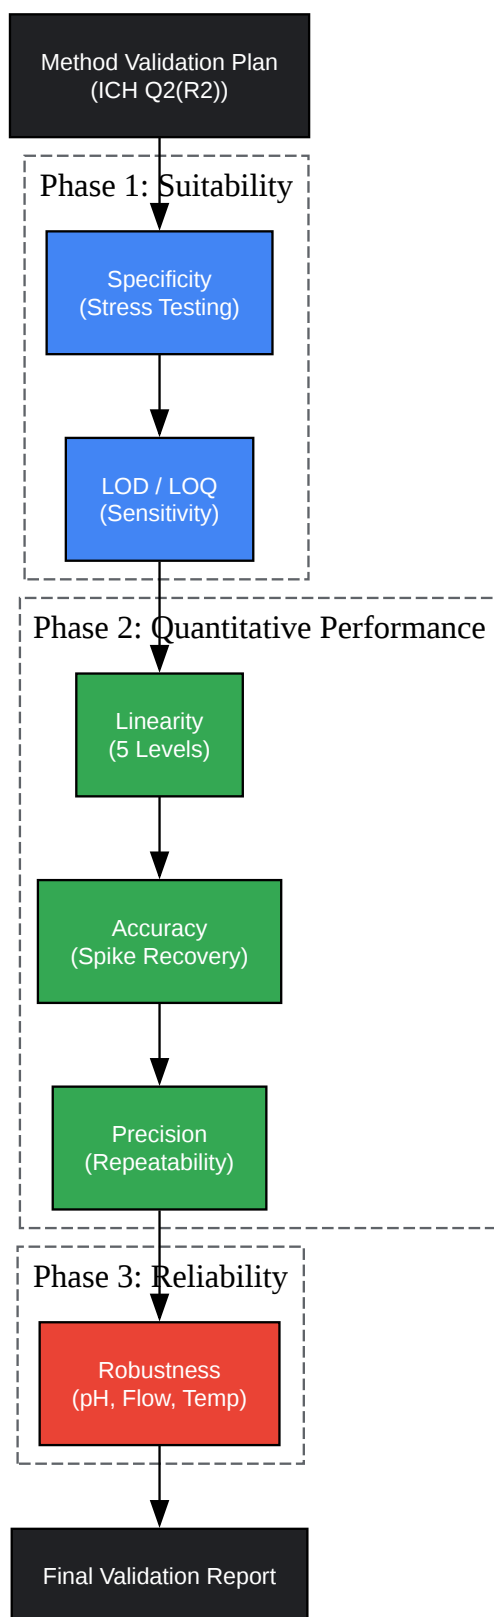 Method Validation Plan
(ICH Q2(R2))
Phase 1: Suitability
Specificity
(Stress Testing)
LOD / LOQ
(Sensitivity)
Phase 2: Quantitative Performance
Linearity
(5 Levels)
Accuracy
(Spike Recovery)
Precision
(Repeatability)
Phase 3: Reliability
Robustness
(pH, Flow, Temp)
Final Validation Report